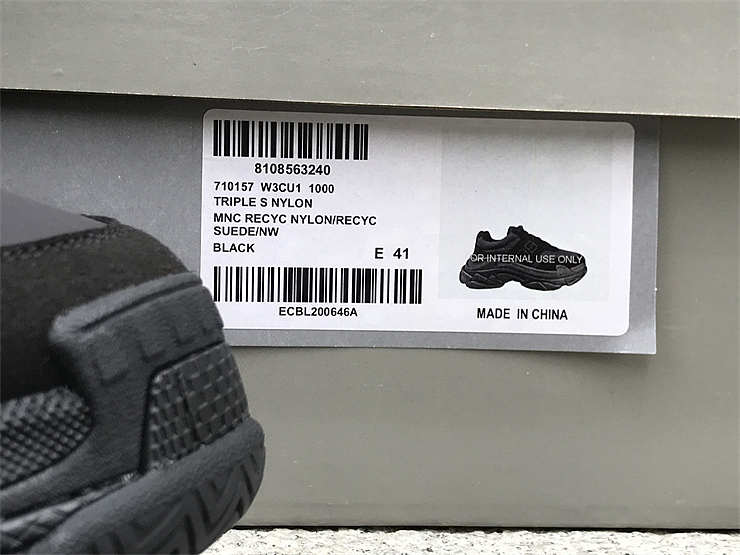 8108563240
710157 W3CU1 1000
TRIPLE S NYLON
MNC RECYC NYLON/RECYC
SUEDE/NW
BLACK
E 41
ECBL200646A
OR INTERNAL USE ONLY
MADE IN CHINA